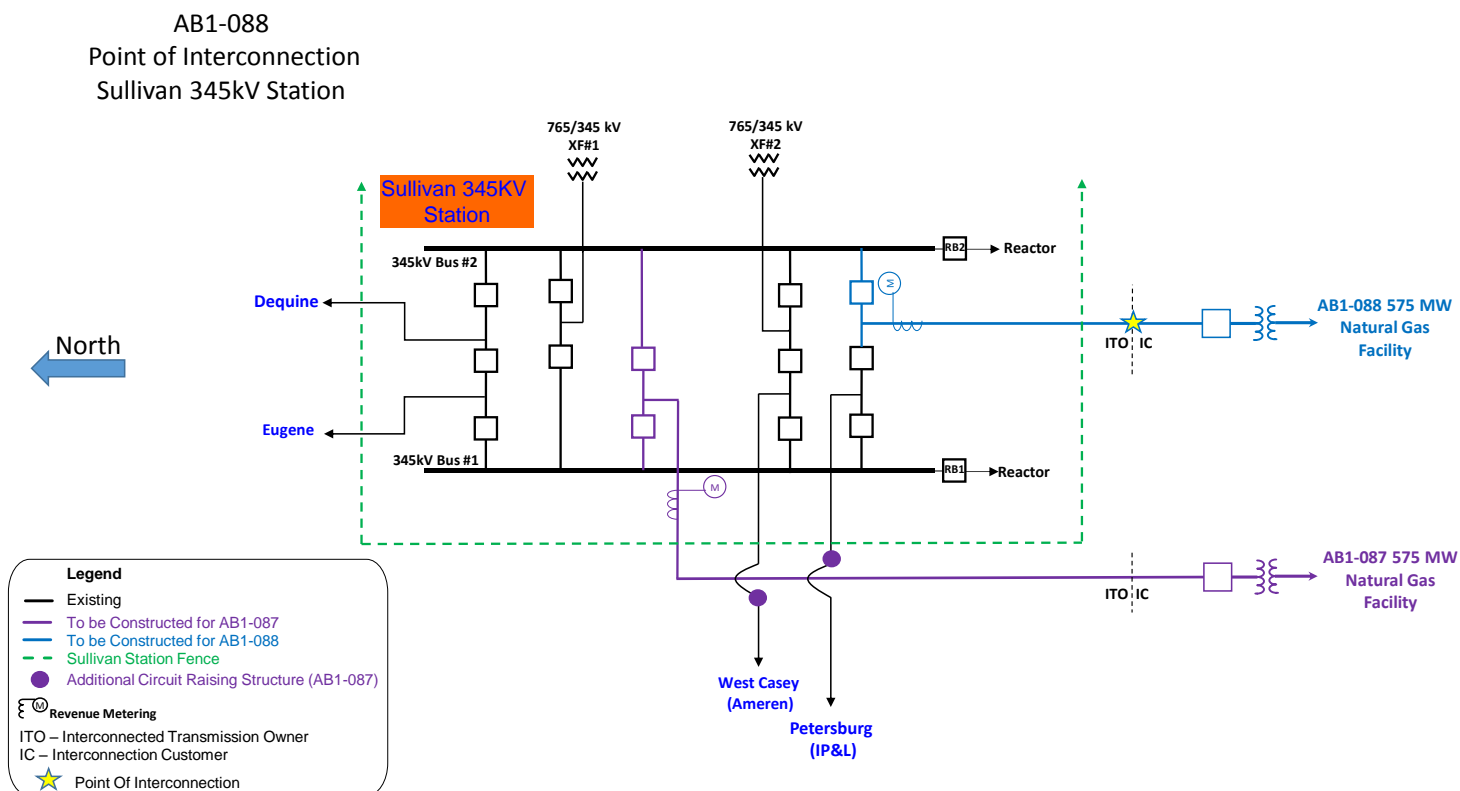 AB1-088
Point of Interconnection
Sullivan 345kV Station
765/345 kV
XF#1
765/345 kV
XF#2
Sullivan 345KV
Station
345kV Bus #2
RB2
Reactor
Dequine
M
AB1-088 575 MW
Natural Gas
Facility
North
ITO IC
Eugene
345kV Bus #1
RB1
Reactor
M
AB1-087 575 MW
Natural Gas
Facility
ITO IC
West Casey
(Ameren)
Petersburg
(IP&L)
Legend
Existing
To be Constructed for AB1-087
To be Constructed for AB1-088
Sullivan Station Fence
Additional Circuit Raising Structure (AB1-087)
M Revenue Metering
ITO – Interconnected Transmission Owner
IC – Interconnection Customer
Point Of Interconnection